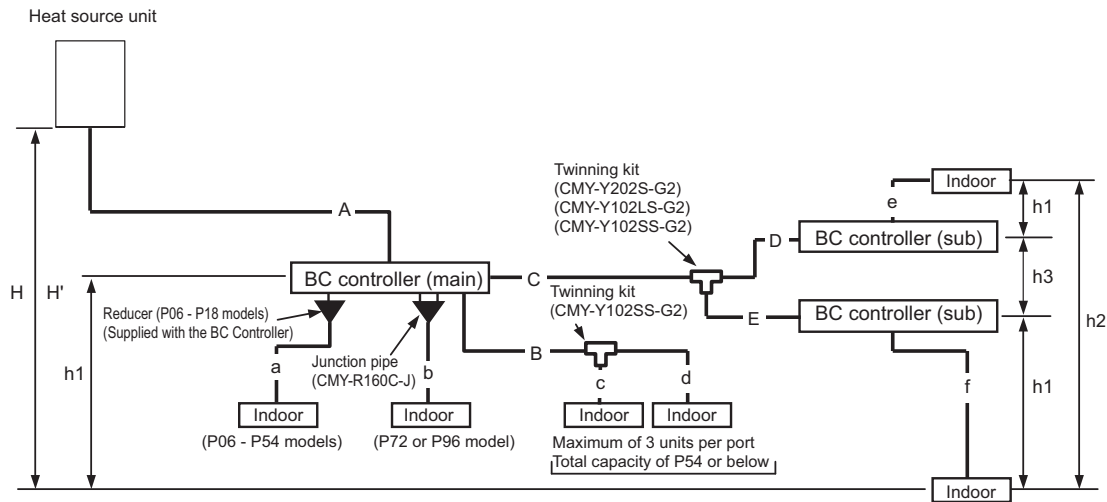 Heat source unit
A
H
H'
BC controller (main)
C
Twinning kit
(CMY-Y202S-G2)
(CMY-Y102LS-G2)
(CMY-Y102SS-G2)
D
E
Indoor
e
h1
BC controller (sub)
h3
BC controller (sub)
h2
h1
f
Indoor
Reducer (P06 - P18 models)
(Supplied with the BC Controller)
h1
a
Junction pipe
(CMY-R160C-J)
b
B
Twinning kit
(CMY-Y102SS-G2)
c
d
Indoor
(P06 - P54 models)
Indoor
(P72 or P96 model)
Indoor
Indoor
Maximum of 3 units per port
Total capacity of P54 or below